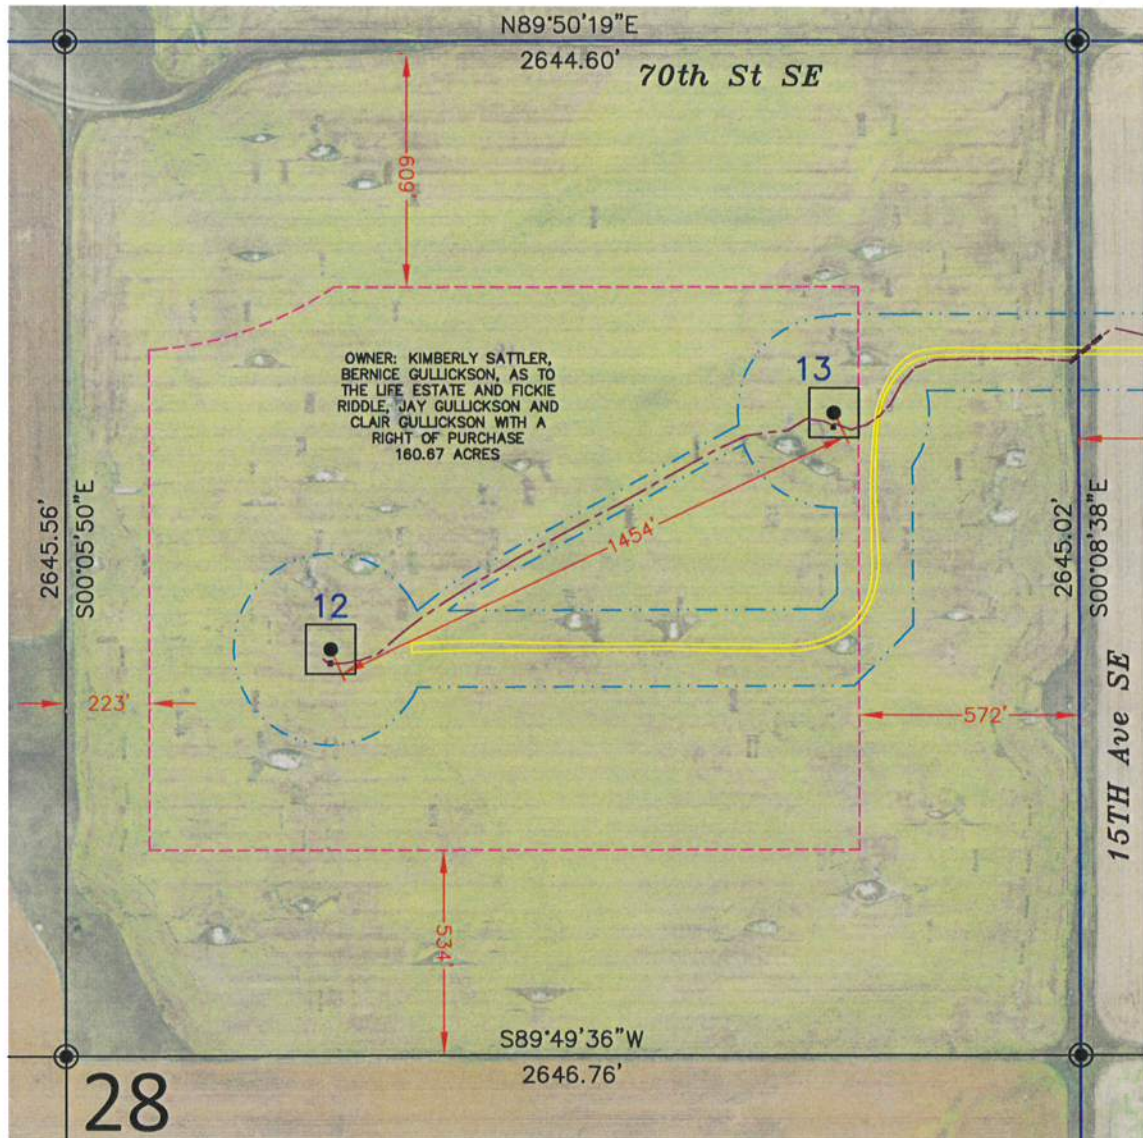 N89°50'19"E
2644.60'
70th St SE
609
OWNER: KIMBERLY SATTLER,
BERNICE GULLICKSON, AS TO
THE LIFE ESTATE AND FICKIE
RIDDLE, JAY GULLICKSON AND
CLAIR GULLICKSON WITH A
RIGHT OF PURCHASE
160.67 ACRES
13
2645.56'
S00°05'50"E
1454'
2645.02'
S00°08'38"E
12
223'
572'
15TH Ave SE
534'
S89°49'36"W
2646.76'
28